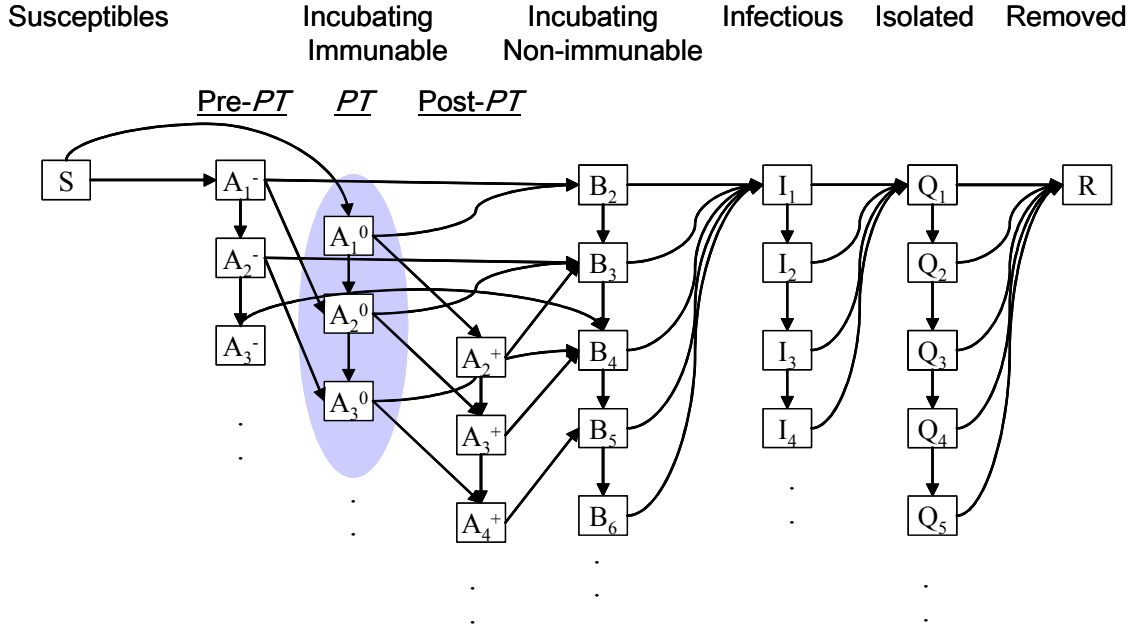 Susceptibles Incubating Incubating Infectious Isolated Removed
Immunable Non-immunable
Pre-PT PT Post-PT
S A₁⁻ B₂ I₁ Q₁ R
A₁⁰
A₂⁻ B₃ I₂ Q₂
A₂⁰
A₃⁻ A₂⁺ B₄ I₃ Q₃
A₃⁰
A₃⁺ B₅ I₄ Q₄
A₄⁺ B₆ Q₅